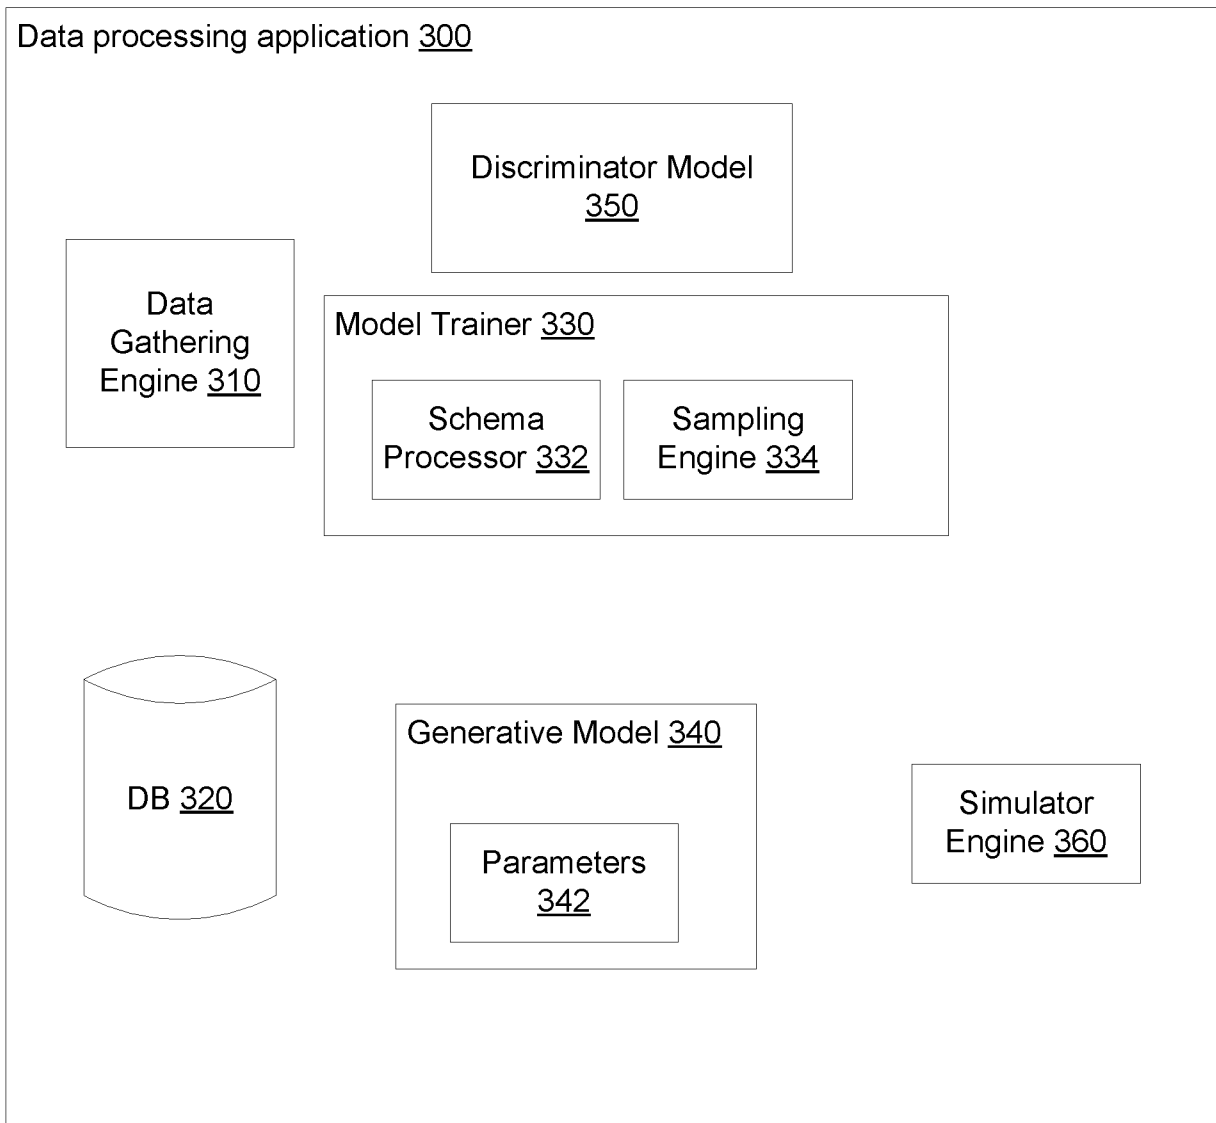 Data processing application 300
Discriminator Model
350
Data
Gathering
Engine 310
Model Trainer 330
Schema
Processor 332
Sampling
Engine 334
DB 320
Generative Model 340
Parameters
342
Simulator
Engine 360